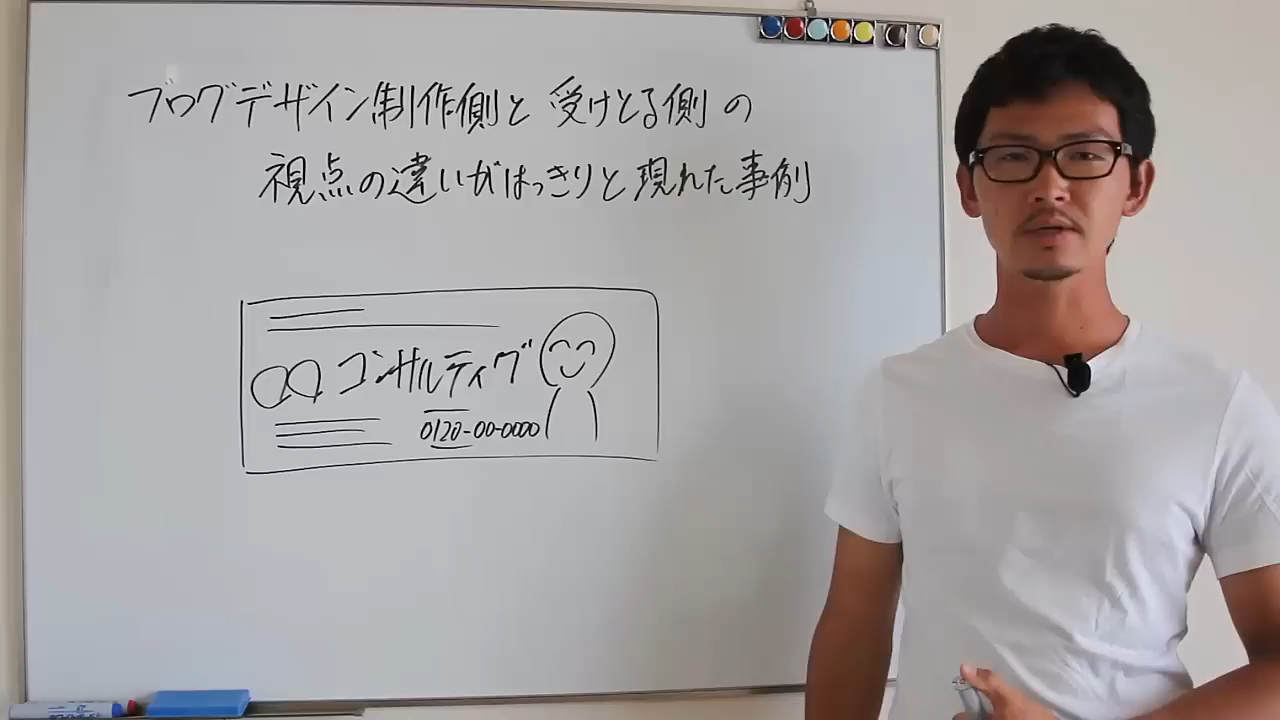 ブログデザイン制作側と受けとる側の
視点の違いがはっきりと現れた事例
○○コンサルティング
0120-00-0000